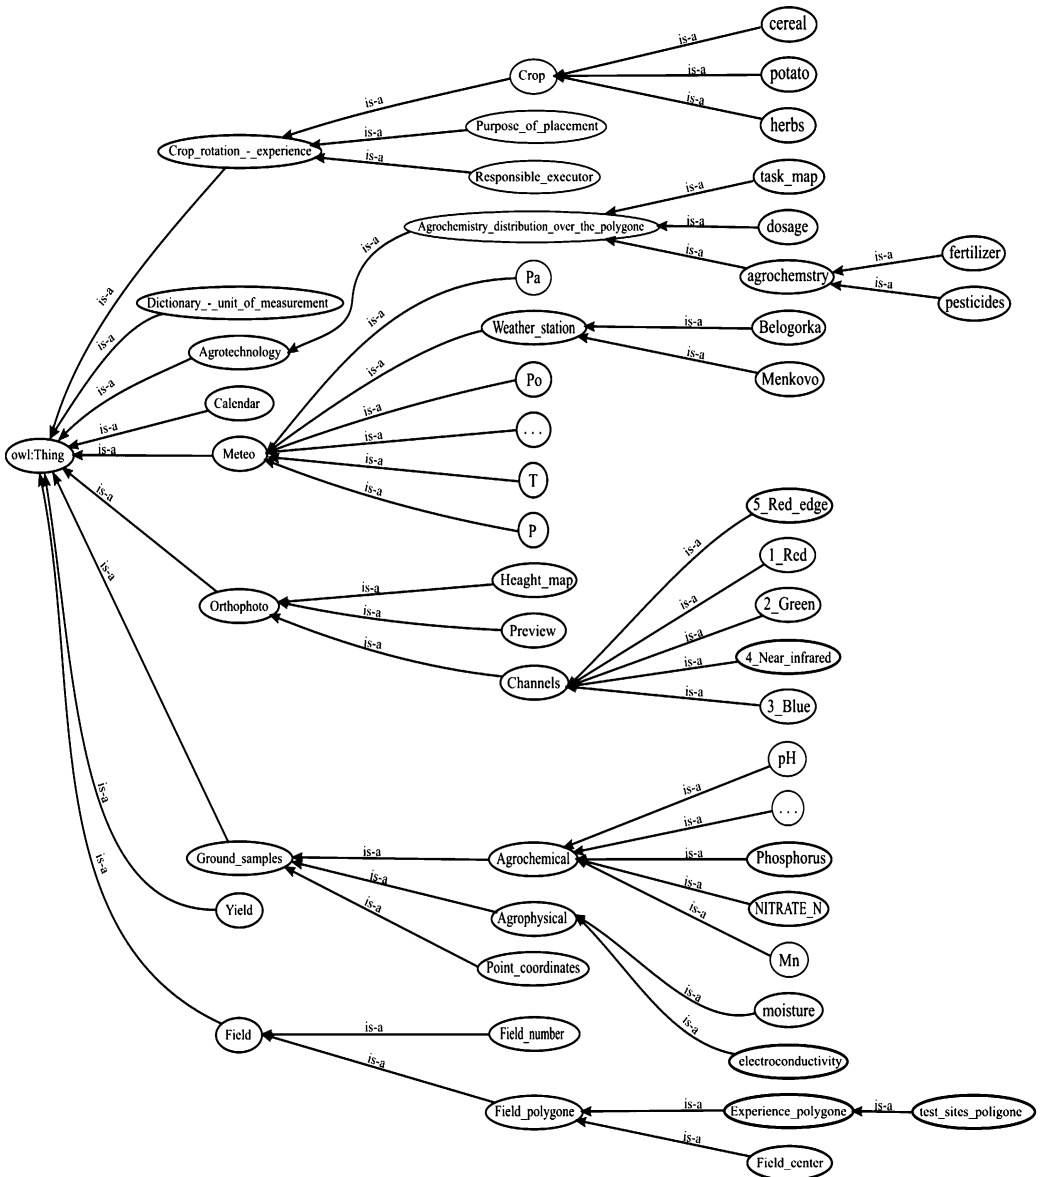 cereal
is-a
Crop
is-a
potato
is-a
is-a
herbs
Purpose_of_placement
is-a
Crop_rotation_-_experience
is-a
Responsible_executor
task_map
is-a
Agrochemistry_distribution_over_the_polygone
is-a
dosage
is-a
is-a
fertilizer
is-a
agrochemstry
is-a
pesticides
Pa
is-a
Dictionary_-_unit_of_measurement
is-a
is-a
Weather_station
is-a
Belogorka
is-a
Menkovo
Agrotechnology
is-a
is-a
Po
is-a
Calendar
is-a
...
is-a
owl:Thing
is-a
Meteo
is-a
T
is-a
P
is-a
5_Red_edge
is-a
1_Red
is-a
Heaght_map
is-a
2_Green
is-a
Orthophoto
Preview
is-a
is-a
4_Near_infrared
is-a
Channels
is-a
3_Blue
is-a
pH
is-a
...
is-a
Ground_samples
is-a
Agrochemical
is-a
Phosphorus
is-a
NITRATE_N
is-a
Mn
is-a
is-a
Yield
is-a
Agrophysical
is-a
Point_coordinates
is-a
moisture
is-a
electroconductivity
is-a
Field
is-a
Field_number
is-a
Field_polygone
is-a
Experience_polygone
is-a
test_sites_poligone
is-a
Field_center